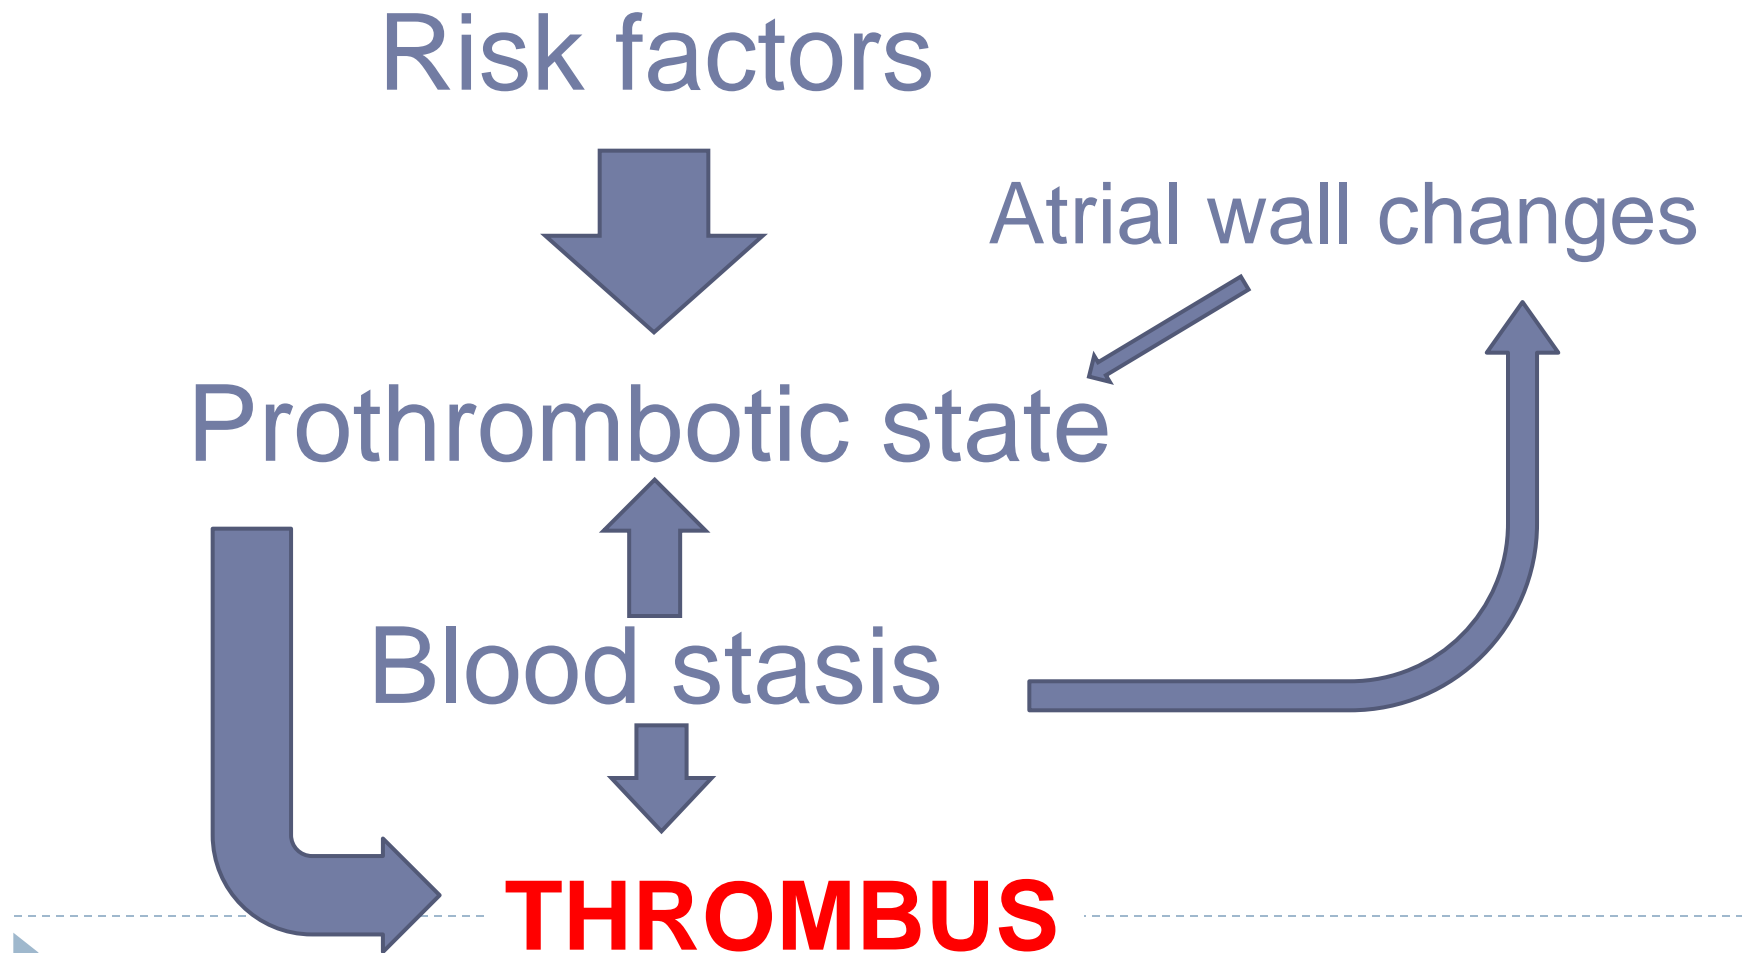 Risk factors
Atrial wall changes
Prothrombotic state
Blood stasis
THROMBUS